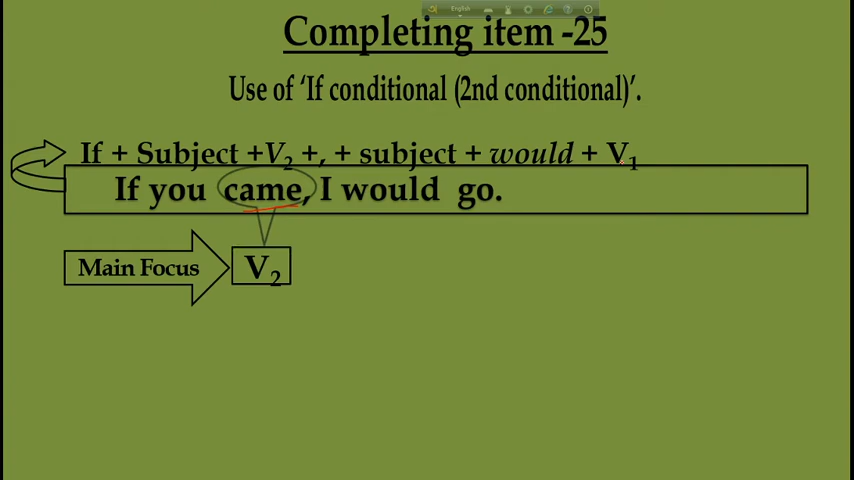 English
Completing item -25
Use of ‘If conditional (2nd conditional)’.
If + Subject +V₂ +, + subject + would + V₁
If you came, I would go.
Main Focus
V₂